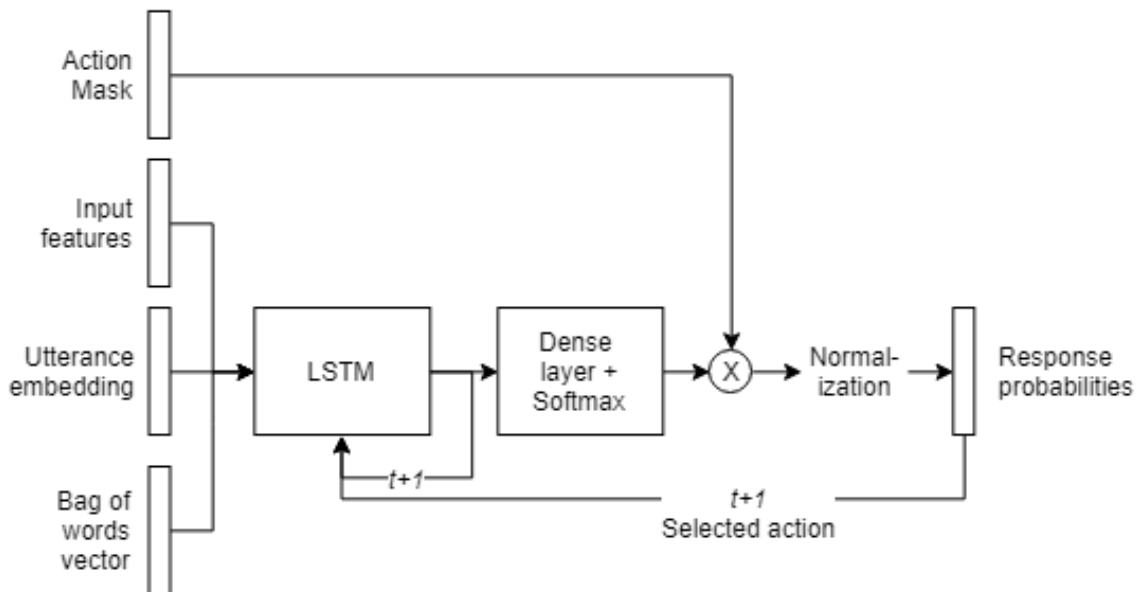 Action
Mask
Input
features
Utterance
embedding
Bag of
words
vector
LSTM
t+1
Dense
layer +
Softmax
X
Normal-
ization
Response
probabilities
t+1
Selected action